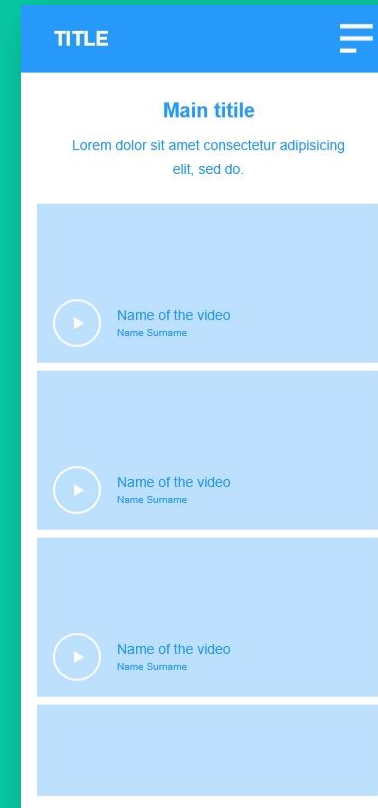 TITLE
Main titile
Lorem dolor sit amet consectetur adipisicing
elit, sed do.
Name of the video
Name Surname
Name of the video
Name Surname
Name of the video
Name Surname